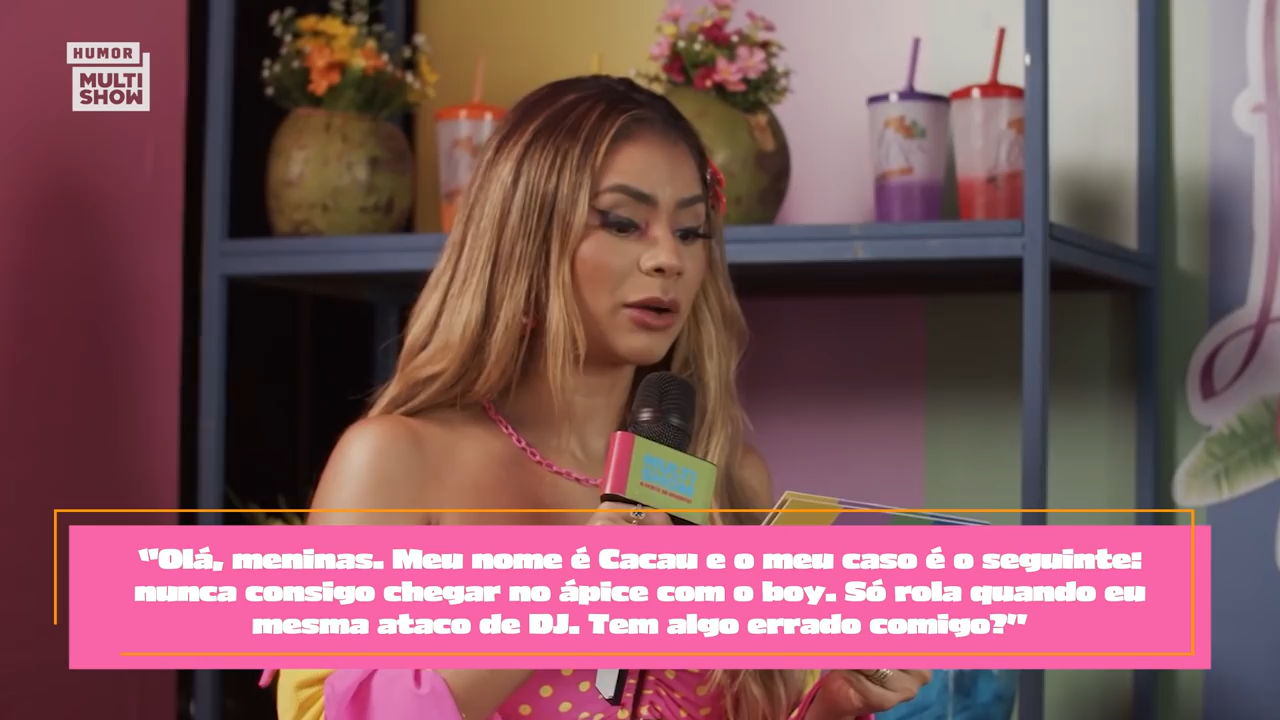 HUMOR
MULTI
SHOW
MULTI
"Olá, meninas. Meu nome é Cacau e o meu caso é o seguinte:
nunca consigo chegar no ápice com o boy. Só rola quando eu
mesma ataco de DJ. Tem algo errado comigo?"